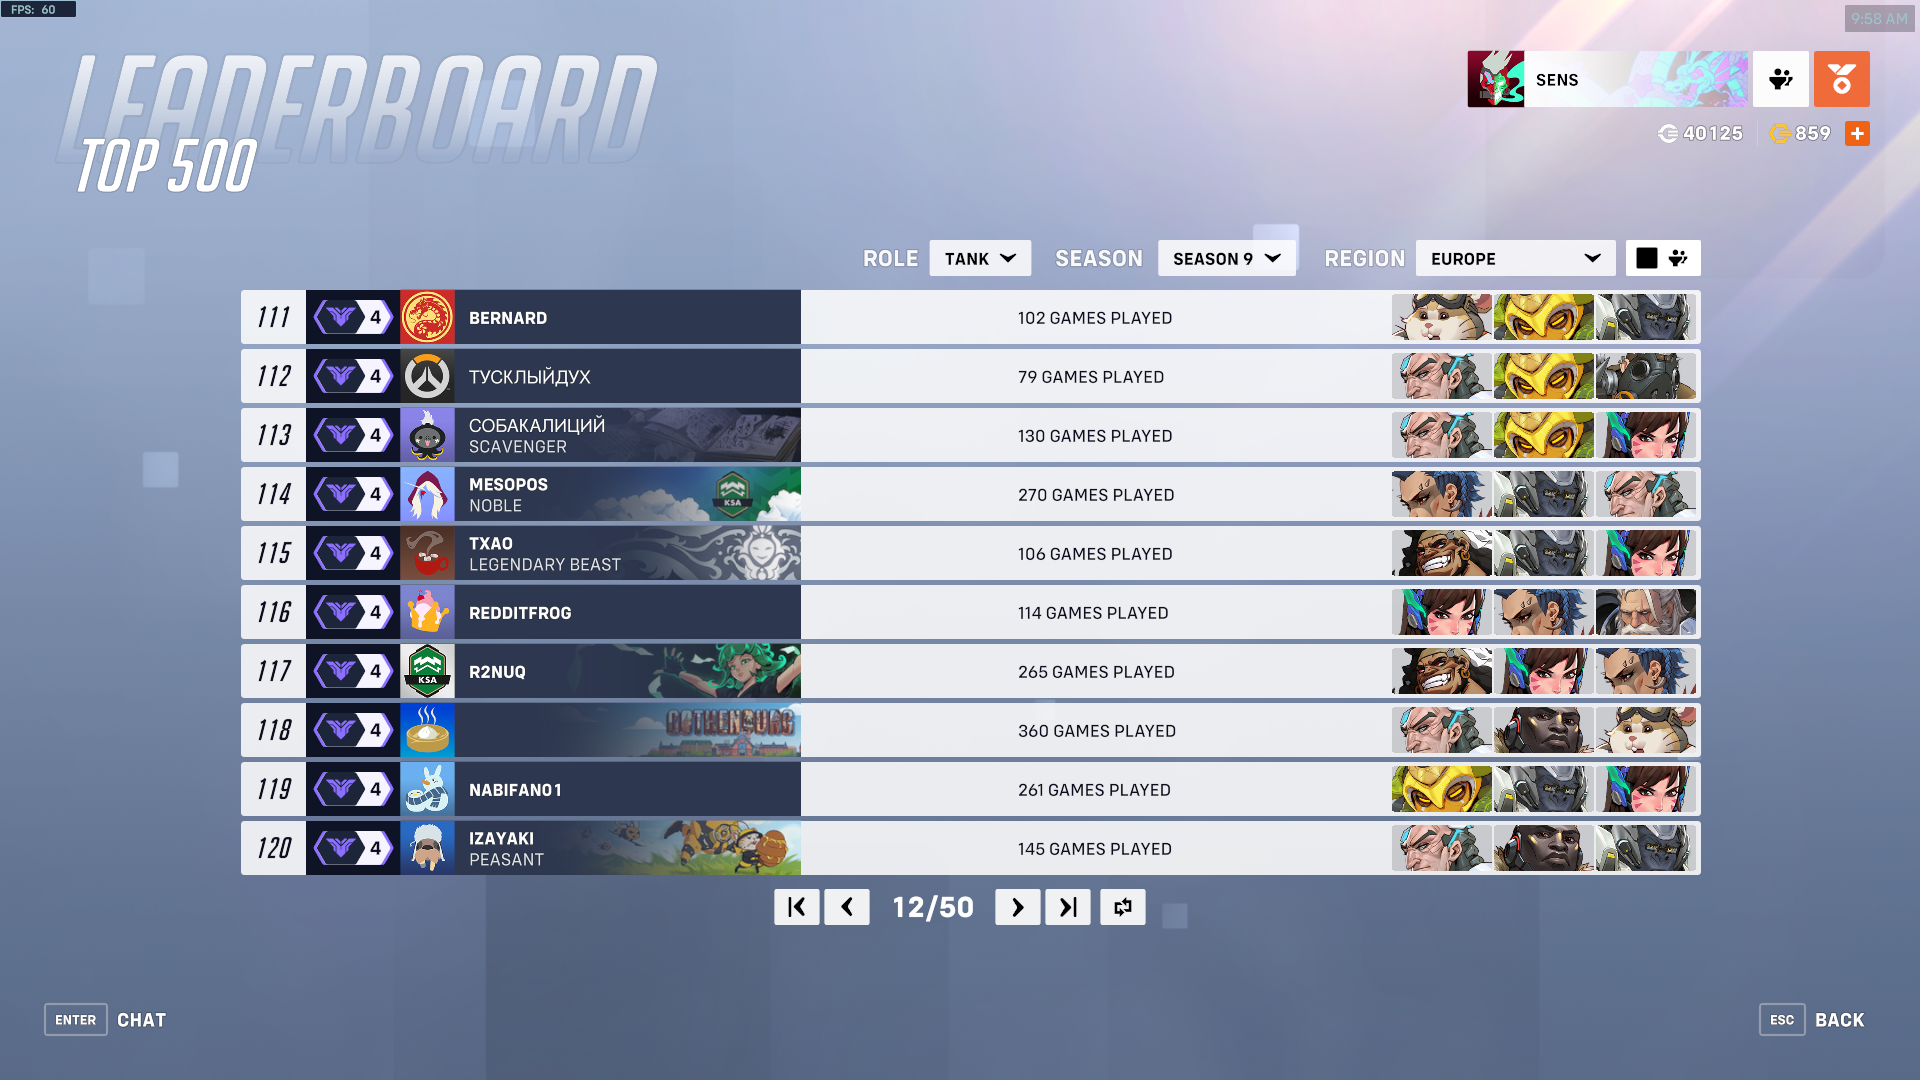 FPS: 60
9:58 AM
LEADERBOARD
TOP 500
SENS
40125
859
ROLE
TANK
SEASON
SEASON 9
REGION
EUROPE
111 4 BERNARD 102 GAMES PLAYED
112 4 ТУСКЛЫЙДУХ 79 GAMES PLAYED
113 4 СОБАКАЛИЦИЙ 130 GAMES PLAYED
SCAVENGER
114 4 MESOPOS KSA 270 GAMES PLAYED
NOBLE
115 4 TXAO 106 GAMES PLAYED
LEGENDARY BEAST
116 4 REDDITFROG 114 GAMES PLAYED
117 4 KSA R2NUQ 265 GAMES PLAYED
118 4 ROTHENBURG 360 GAMES PLAYED
119 4 NABIFANO1 261 GAMES PLAYED
120 4 IZAYAKI 145 GAMES PLAYED
PEASANT
12/50
ENTER CHAT
ESC BACK